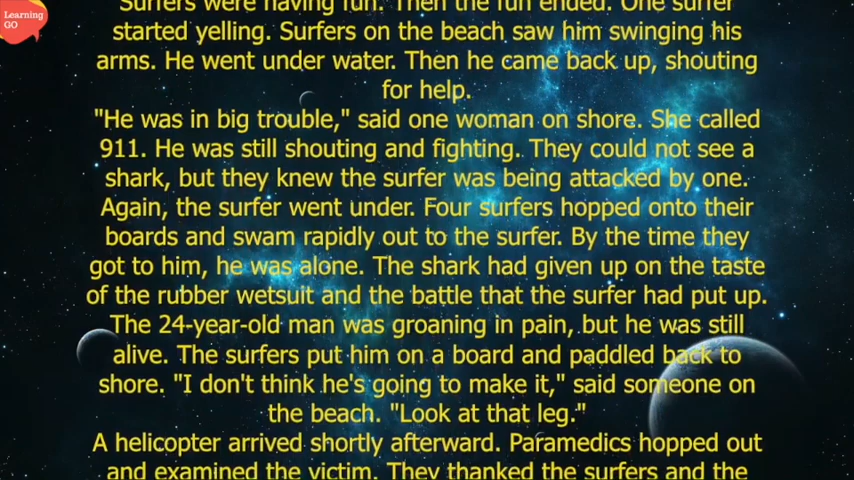 Learning
GO
Surfers were having fun. Then the fun ended. One surfer
started yelling. Surfers on the beach saw him swinging his
arms. He went under water. Then he came back up, shouting
for help.
"He was in big trouble," said one woman on shore. She called
911. He was still shouting and fighting. They could not see a
shark, but they knew the surfer was being attacked by one.
Again, the surfer went under. Four surfers hopped onto their
boards and swam rapidly out to the surfer. By the time they
got to him, he was alone. The shark had given up on the taste
of the rubber wetsuit and the battle that the surfer had put up.
The 24-year-old man was groaning in pain, but he was still
alive. The surfers put him on a board and paddled back to
shore. "I don't think he's going to make it," said someone on
the beach. "Look at that leg."
A helicopter arrived shortly afterward. Paramedics hopped out
and examined the victim. They thanked the surfers and the